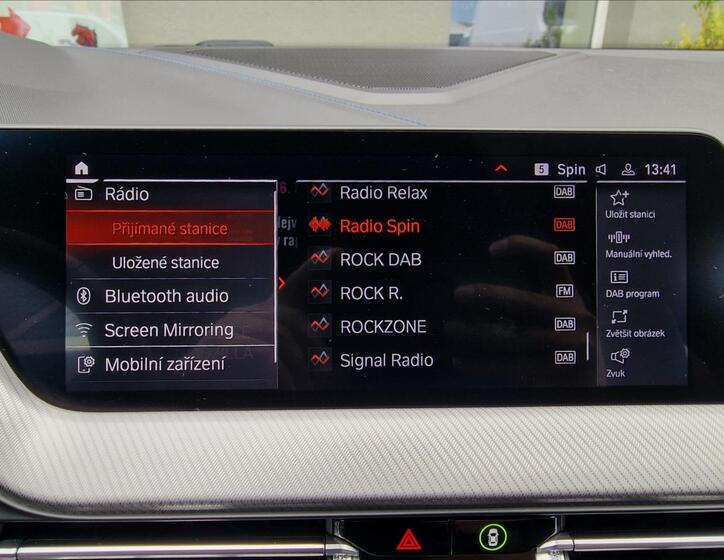 5 Spin 13:41
Rádio
Přijímané stanice
Uložené stanice
Bluetooth audio
Screen Mirroring
Mobilní zařízení
Radio Relax DAB
Radio Spin DAB
ROCK DAB DAB
ROCK R. FM
ROCKZONE DAB
Signal Radio DAB
Uložit stanici
Manuální vyhled.
DAB program
Zvětšit obrázek
Zvuk